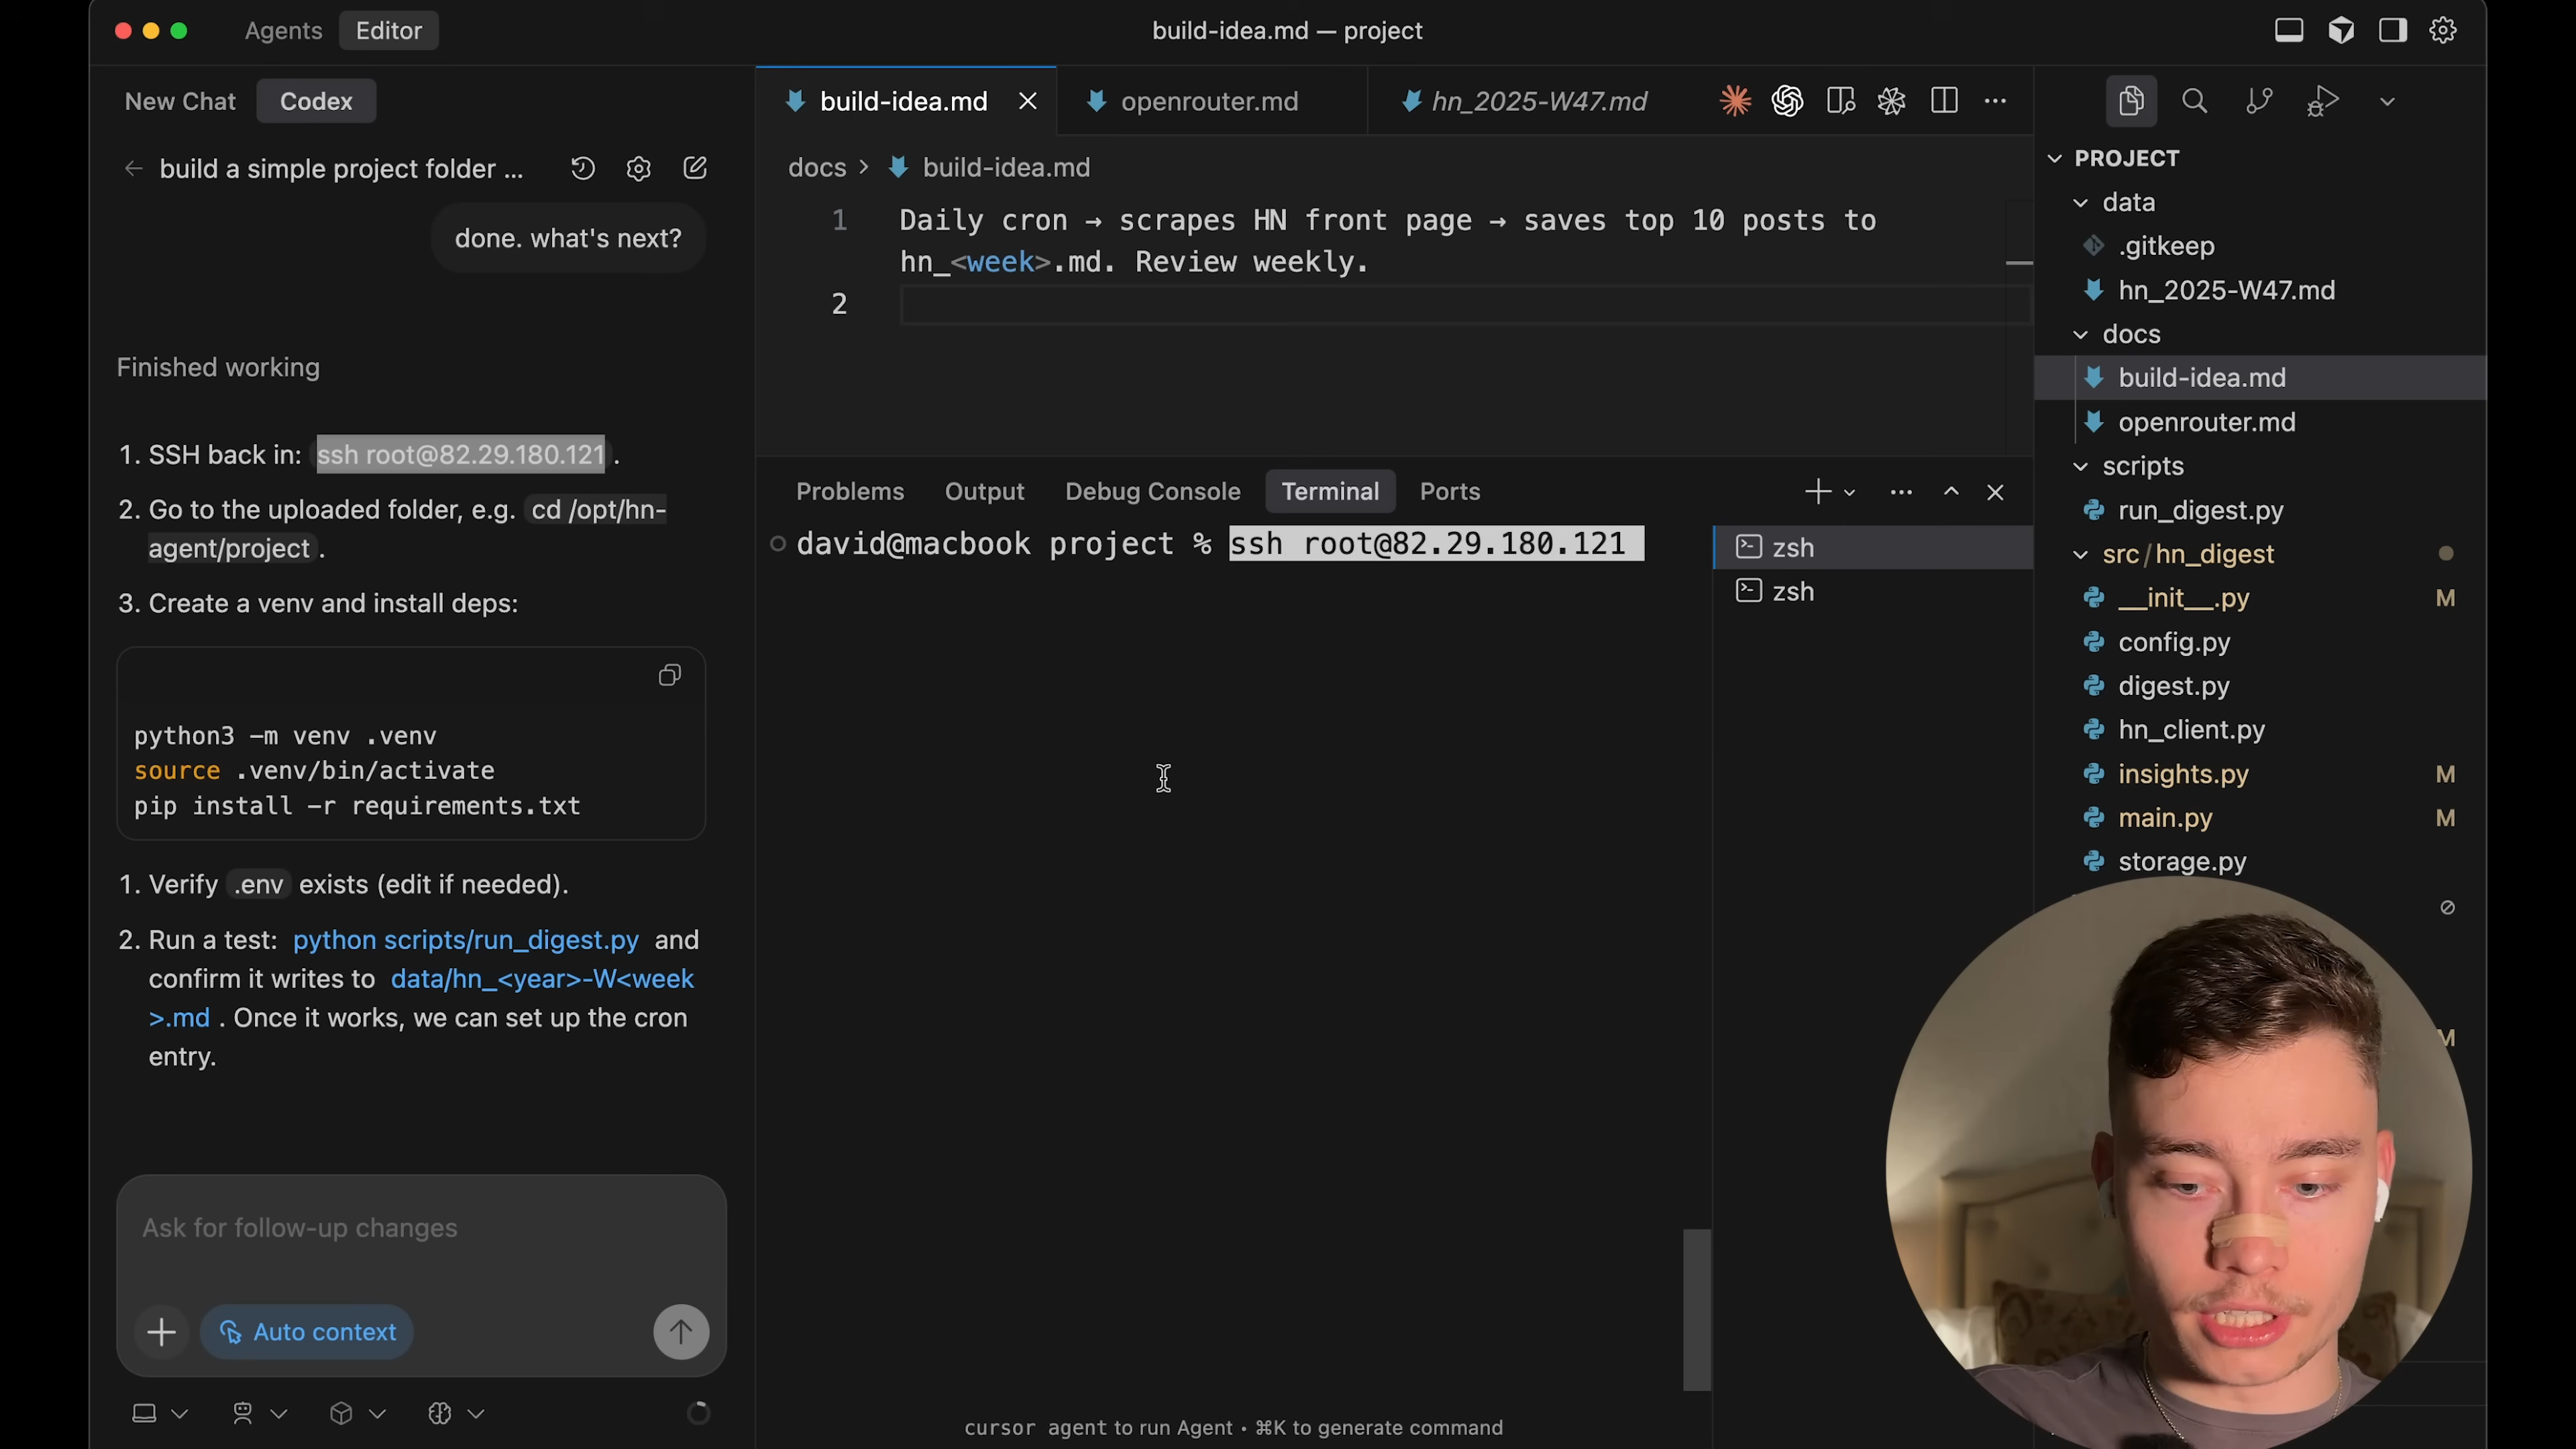 Agents Editor
build-idea.md — project
New Chat Codex
build a simple project folder ...
done. what's next?
Finished working
1. SSH back in: ssh root@82.29.180.121 .
2. Go to the uploaded folder, e.g. cd /opt/hn-
agent/project .
3. Create a venv and install deps:
python3 -m venv .venv
source .venv/bin/activate
pip install -r requirements.txt
1. Verify .env exists (edit if needed).
2. Run a test: python scripts/run_digest.py and
confirm it writes to data/hn_<year>-W<week
>.md . Once it works, we can set up the cron
entry.
Ask for follow-up changes
Auto context
build-idea.md openrouter.md hn_2025-W47.md
docs > build-idea.md
1 Daily cron → scrapes HN front page → saves top 10 posts to
hn_<week>.md. Review weekly.
2
Problems Output Debug Console Terminal Ports
david@macbook project % ssh root@82.29.180.121
zsh
zsh
cursor agent to run Agent • ⌘K to generate command
PROJECT
data
.gitkeep
hn_2025-W47.md
docs
build-idea.md
openrouter.md
scripts
run_digest.py
src/hn_digest
__init__.py M
config.py
digest.py
hn_client.py
insights.py M
main.py M
storage.py
M